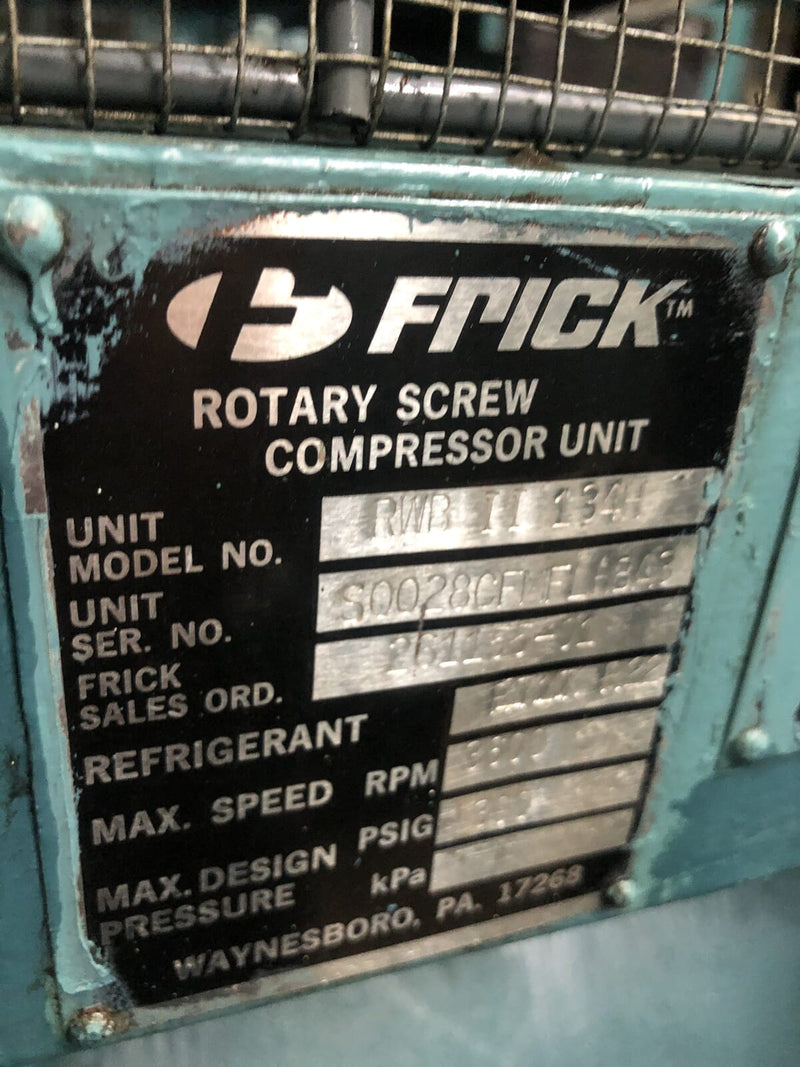 FRICK™
ROTARY SCREW
COMPRESSOR UNIT
UNIT
MODEL NO. RWB II 134H
UNIT
SER. NO.
FRICK
SALES ORD.
REFRIGERANT
MAX. SPEED RPM
MAX. DESIGN PSIG 300
PRESSURE kPa
WAYNESBORO, PA. 17268